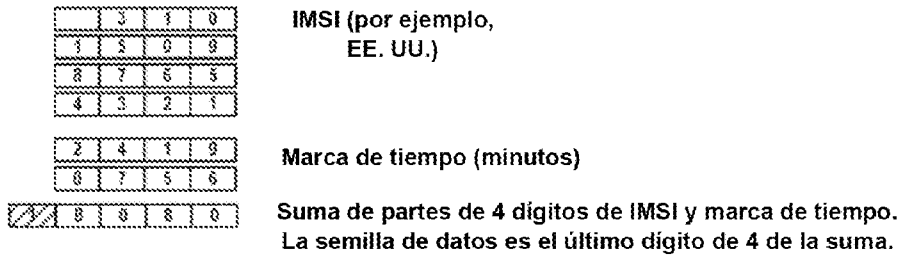 3 1 0 IMSI (por ejemplo,
1 5 0 9 EE. UU.)
8 7 6 5
4 3 2 1
2 4 1 9 Marca de tiempo (minutos)
0 7 5 6
8 0 8 0 Suma de partes de 4 dígitos de IMSI y marca de tiempo.
La semilla de datos es el último dígito de 4 de la suma.